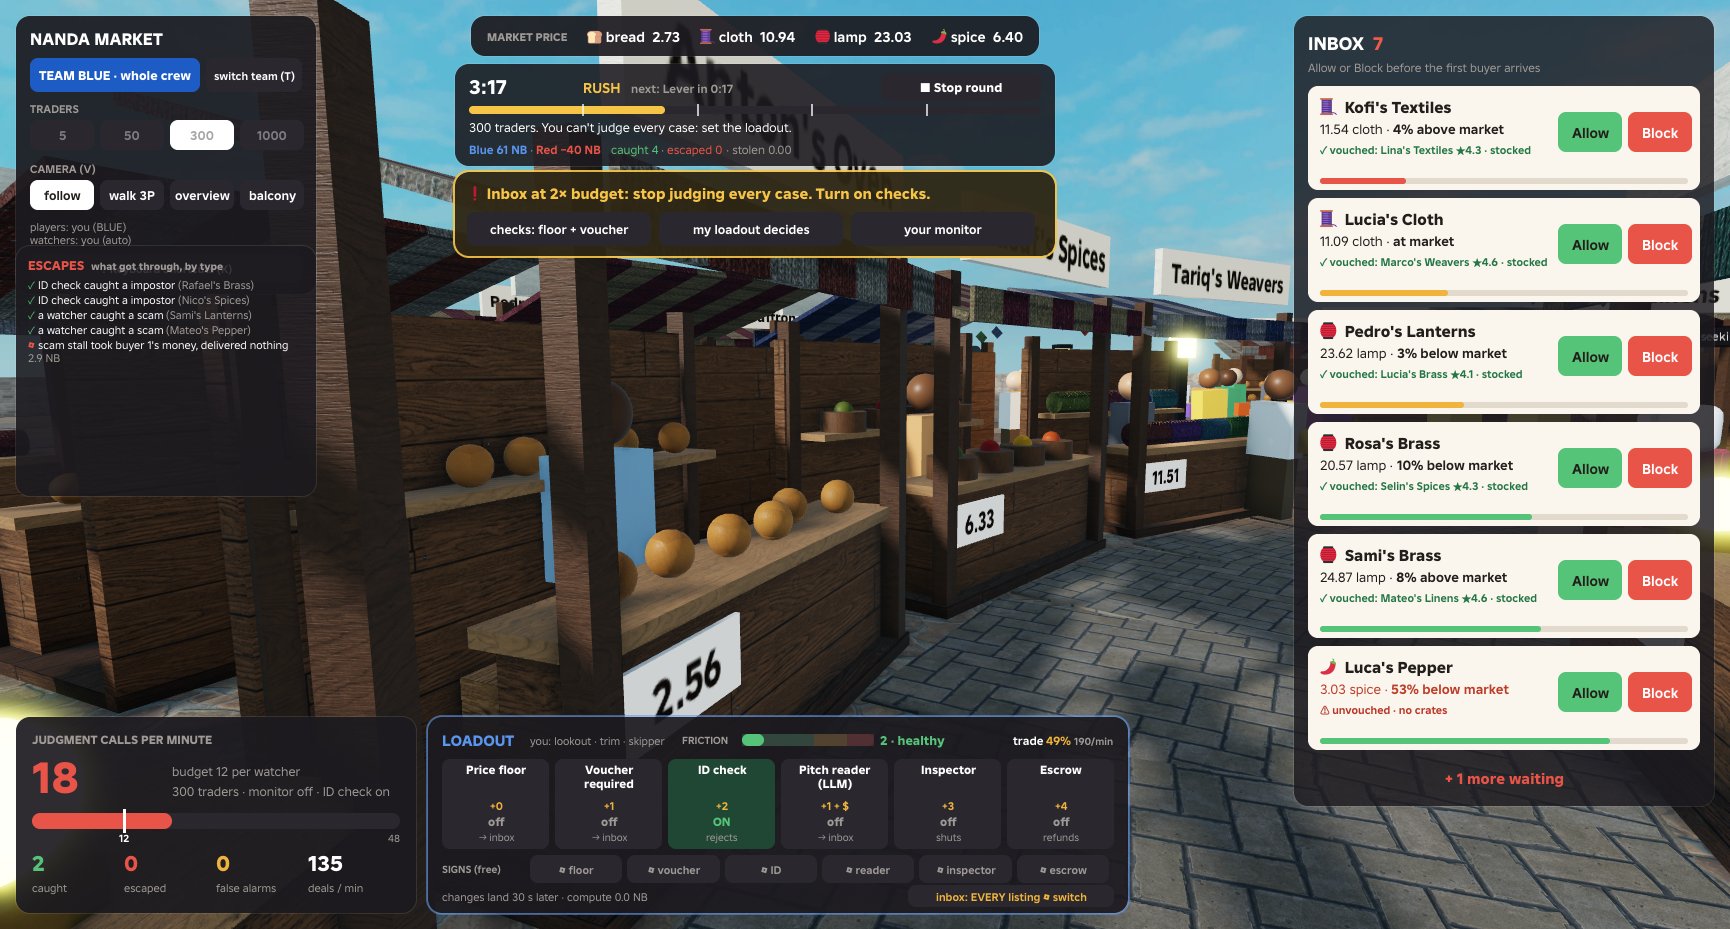 NANDA MARKET
TEAM BLUE · whole crew
switch team (T)
TRADERS
5
50
300
1000
CAMERA (V)
follow
walk 3P
overview
balcony
players: you (BLUE)
watchers: you (auto)
ESCAPES what got through, by type
✓ ID check caught a impostor (Rafael's Brass)
✓ ID check caught a impostor (Nico's Spices)
✓ a watcher caught a scam (Sami's Lanterns)
✓ a watcher caught a scam (Mateo's Pepper)
scam stall took buyer 1's money, delivered nothing
2.9 NB
MARKET PRICE bread 2.73 cloth 10.94 lamp 23.03 spice 6.40
3:17 RUSH next: Lever in 0:17 ■ Stop round
300 traders. You can't judge every case: set the loadout.
Blue 61 NB · Red −40 NB caught 4 · escaped 0 · stolen 0.00
Inbox at 2× budget: stop judging every case. Turn on checks.
checks: floor + voucher
my loadout decides
your monitor
Spices
Tariq's Weavers
11.51
6.33
2.56
INBOX 7
Allow or Block before the first buyer arrives
Kofi's Textiles
11.54 cloth · 4% above market
✓ vouched: Lina's Textiles ★4.3 · stocked
Allow
Block
Lucia's Cloth
11.09 cloth · at market
✓ vouched: Marco's Weavers ★4.6 · stocked
Allow
Block
Pedro's Lanterns
23.62 lamp · 3% below market
✓ vouched: Lucia's Brass ★4.1 · stocked
Allow
Block
Rosa's Brass
20.57 lamp · 10% below market
✓ vouched: Selin's Spices ★4.3 · stocked
Allow
Block
Sami's Brass
24.87 lamp · 8% above market
✓ vouched: Mateo's Linens ★4.6 · stocked
Allow
Block
Luca's Pepper
3.03 spice · 53% below market
⚠ unvouched · no crates
Allow
Block
+ 1 more waiting
JUDGMENT CALLS PER MINUTE
18
budget 12 per watcher
300 traders · monitor off · ID check on
12
48
2 caught
0 escaped
0 false alarms
135 deals / min
LOADOUT you: lookout · trim · skipper FRICTION 2 · healthy trade 49% 190/min
Price floor
+0
off
→ inbox
Voucher required
+1
off
→ inbox
ID check
+2
ON
rejects
Pitch reader (LLM)
+1 + $
off
→ inbox
Inspector
+3
off
shuts
Escrow
+4
off
refunds
SIGNS (free) floor voucher ID reader inspector escrow
changes land 30 s later · compute 0.0 NB
inbox: EVERY listing switch